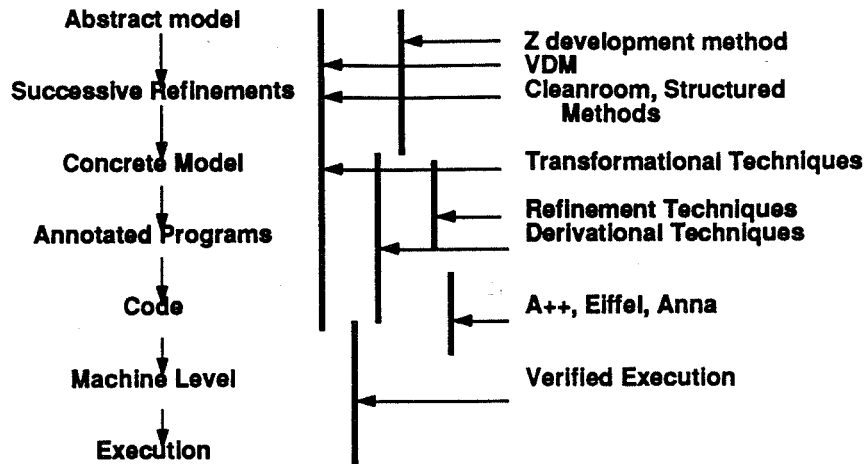 Abstract model
Successive Refinements
Concrete Model
Annotated Programs
Code
Machine Level
Execution
Z development method
VDM
Cleanroom, Structured
Methods
Transformational Techniques
Refinement Techniques
Derivational Techniques
A++, Eiffel, Anna
Verified Execution